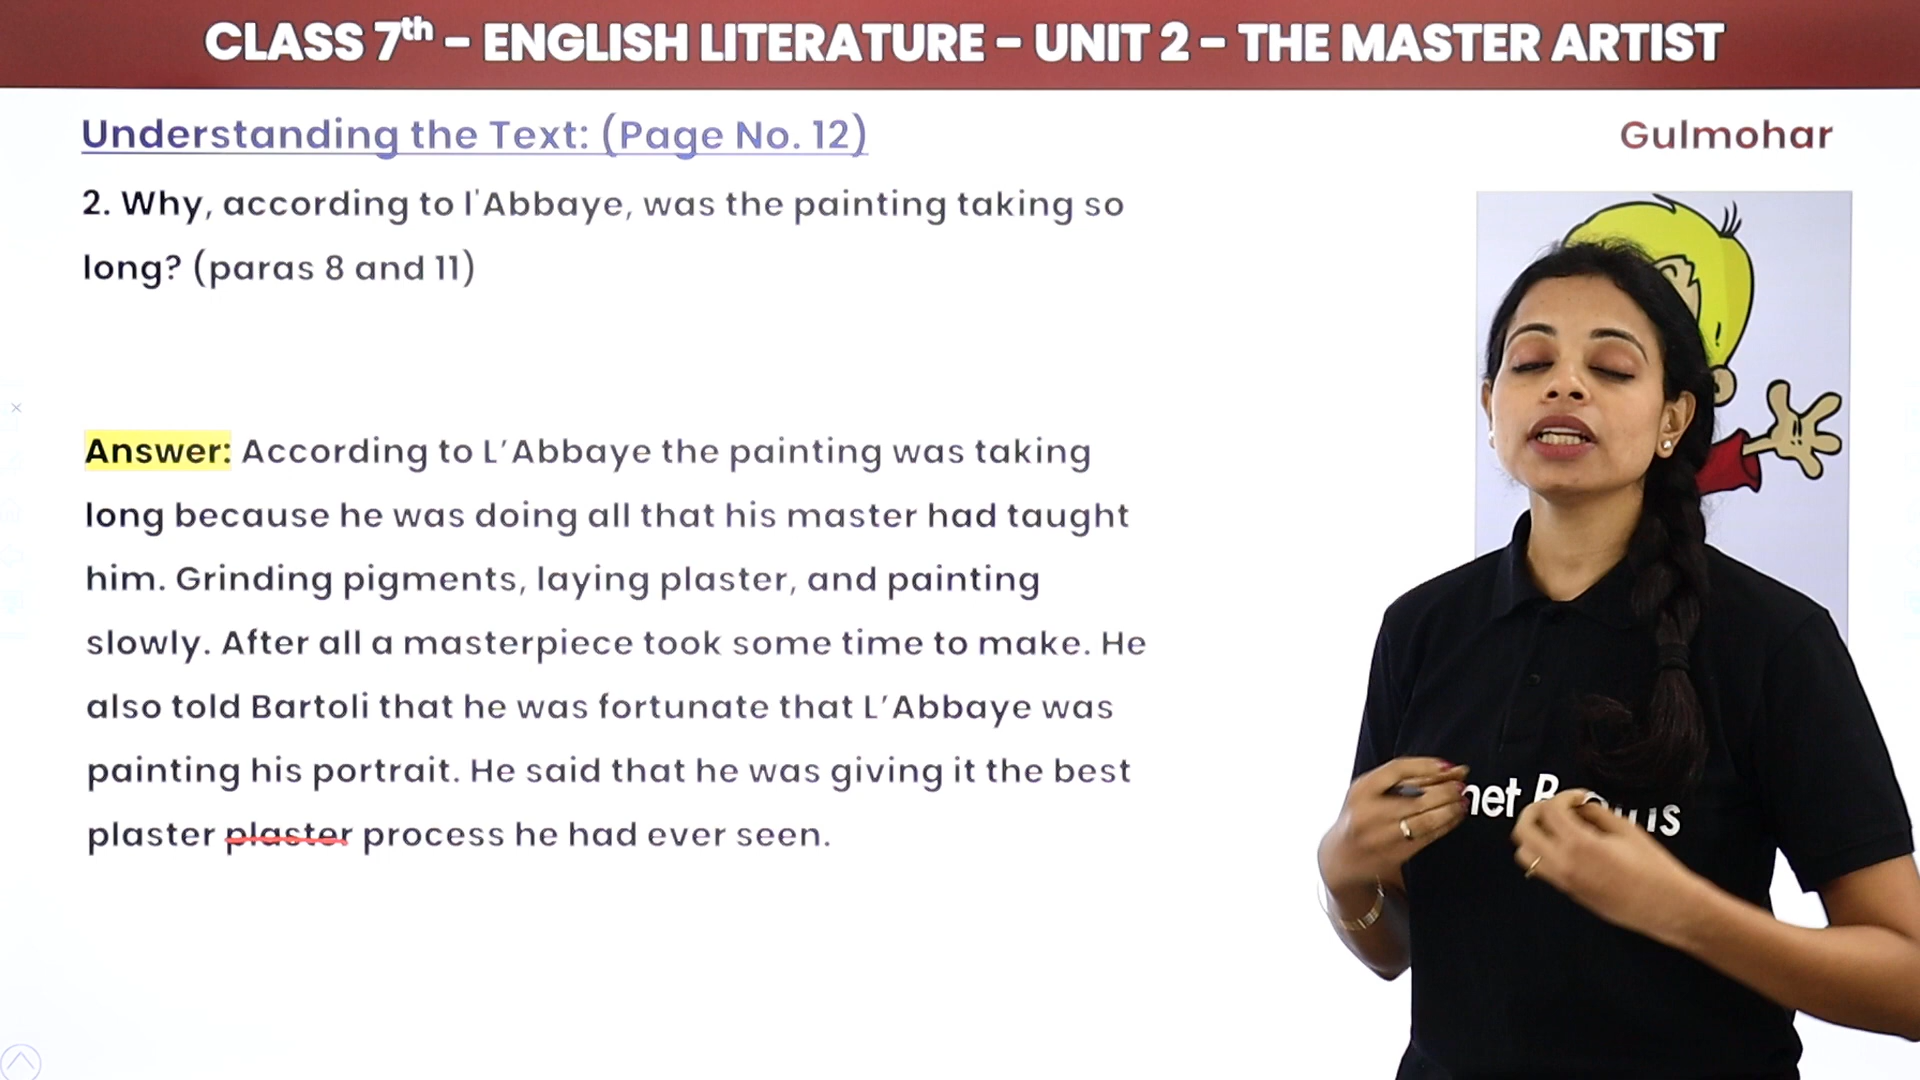 CLASS 7th - ENGLISH LITERATURE - UNIT 2 - THE MASTER ARTIST
Understanding the Text: (Page No. 12)
Gulmohar
2. Why, according to l'Abbaye, was the painting taking so
long? (paras 8 and 11)
Answer: According to L’Abbaye the painting was taking
long because he was doing all that his master had taught
him. Grinding pigments, laying plaster, and painting
slowly. After all a masterpiece took some time to make. He
also told Bartoli that he was fortunate that L’Abbaye was
painting his portrait. He said that he was giving it the best
plaster plaster process he had ever seen.